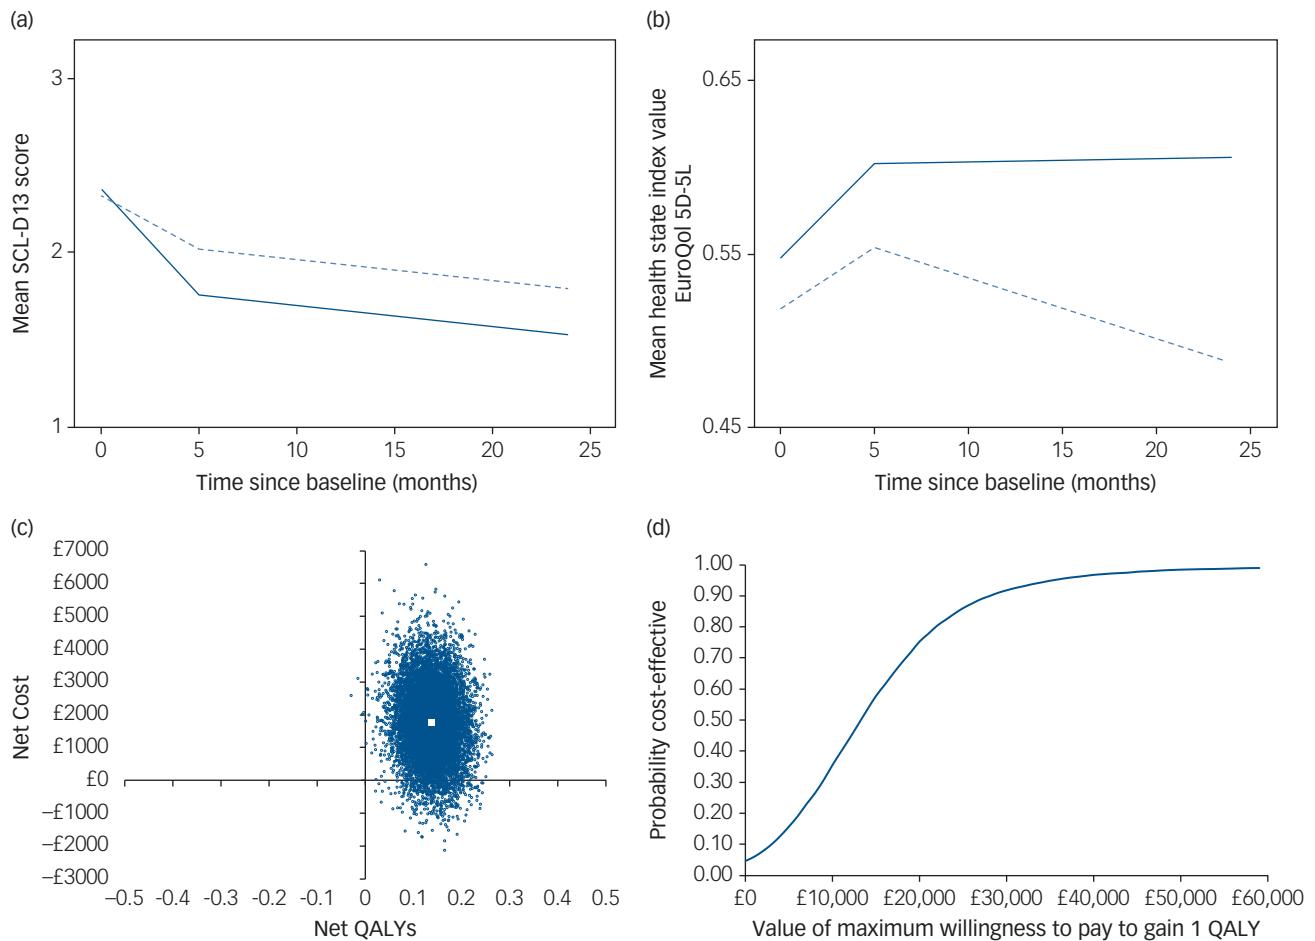 (a)
3
2
1
Mean SCL-D13 score
0 5 10 15 20 25
Time since baseline (months)
(b)
0.65
0.55
0.45
Mean health state index value
EuroQol 5D-5L
0 5 10 15 20 25
Time since baseline (months)
(c)
£7000
£6000
£5000
£4000
£3000
£2000
£1000
£0
–£1000
–£2000
–£3000
Net Cost
–0.5 -0.4 -0.3 -0.2 -0.1 0 0.1 0.2 0.3 0.4 0.5
Net QALYs
(d)
1.00
0.90
0.80
0.70
0.60
0.50
0.40
0.30
0.20
0.10
0.00
Probability cost-effective
£0 £10,000 £20,000 £30,000 £40,000 £50,000 £60,000
Value of maximum willingness to pay to gain 1 QALY